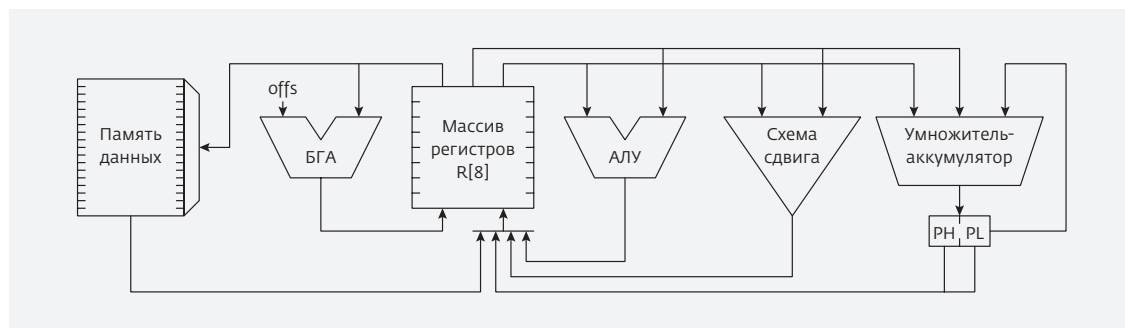 offs
Память
данных
БГА
Массив
регистров
R[8]
АЛУ
Схема
сдвига
Умножитель-
аккумулятор
PH PL